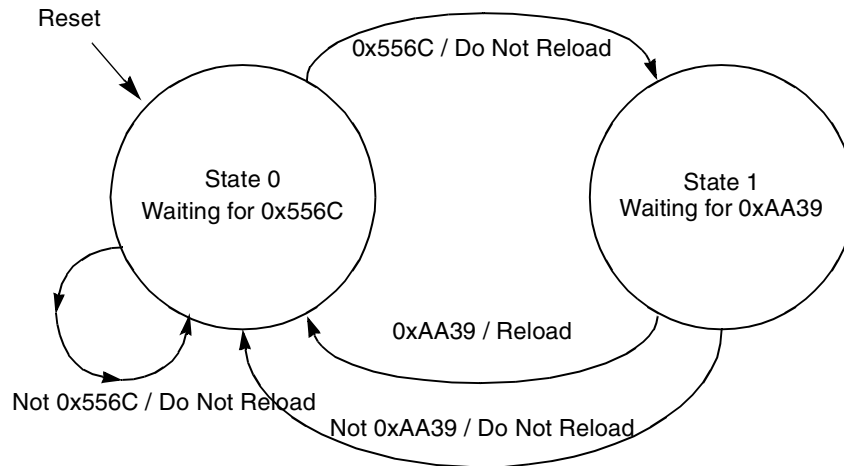 Reset
0x556C / Do Not Reload
State 0
Waiting for 0x556C
State 1
Waiting for 0xAA39
0xAA39 / Reload
Not 0x556C / Do Not Reload
Not 0xAA39 / Do Not Reload